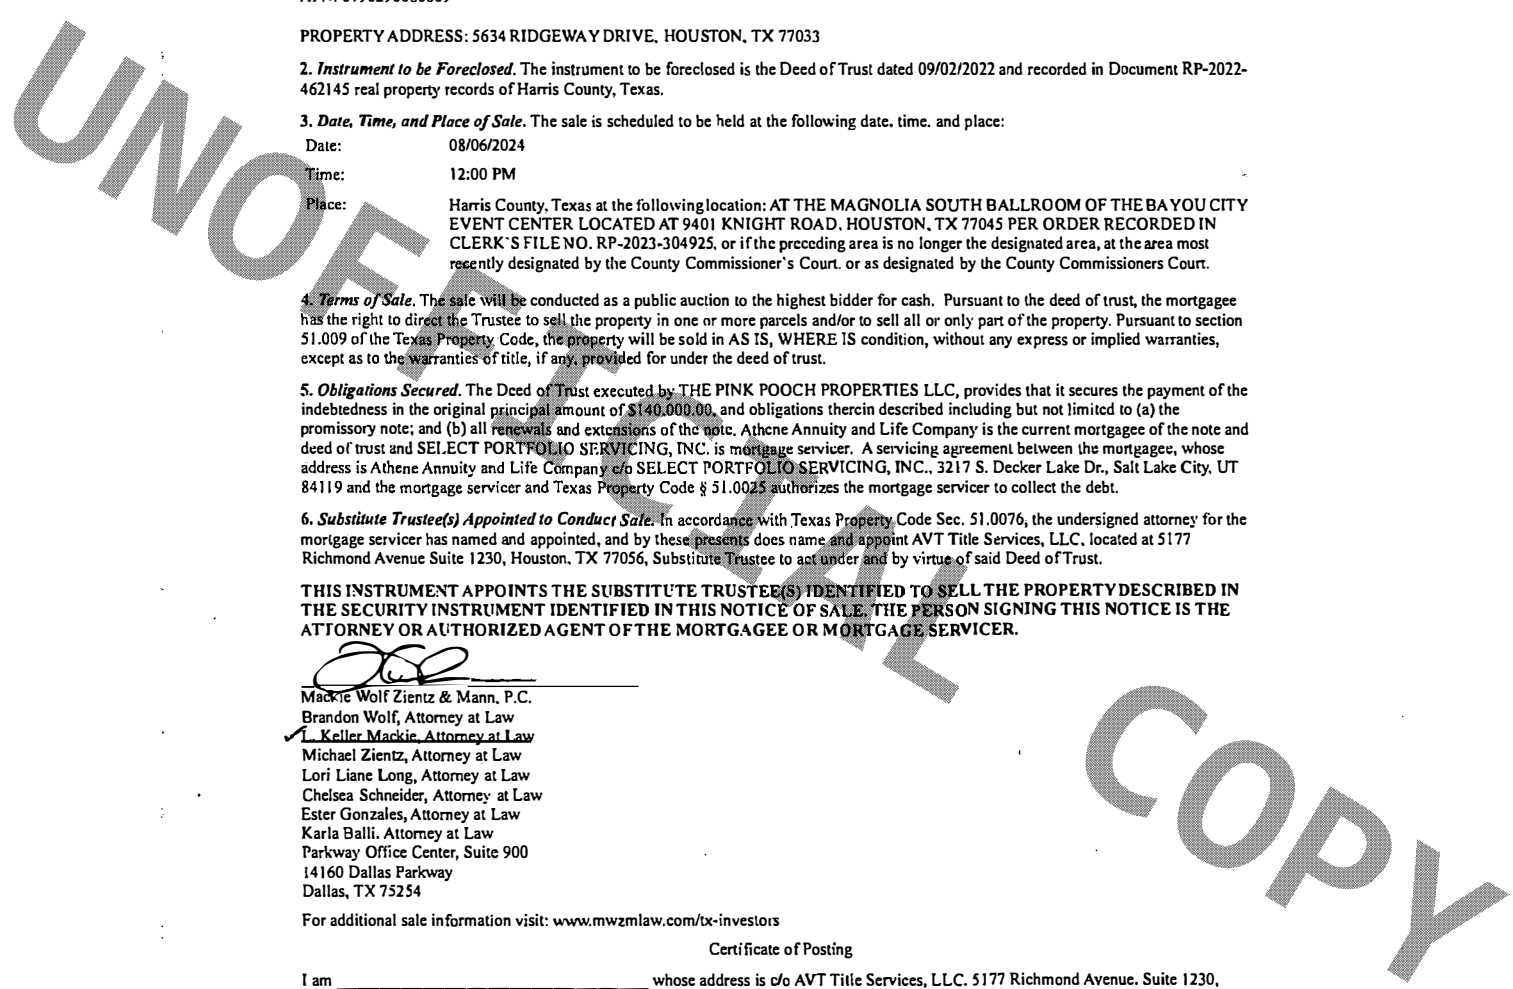 PROPERTY ADDRESS: 5634 RIDGEWAY DRIVE, HOUSTON, TX 77033
2. Instrument to be Foreclosed. The instrument to be foreclosed is the Deed of Trust dated 09/02/2022 and recorded in Document RP-2022-
462145 real property records of Harris County, Texas.
3. Date, Time, and Place of Sale. The sale is scheduled to be held at the following date, time, and place:
Date: 08/06/2024
Time: 12:00 PM
Place: Harris County, Texas at the following location: AT THE MAGNOLIA SOUTH BALLROOM OF THE BAYOU CITY
EVENT CENTER LOCATED AT 9401 KNIGHT ROAD, HOUSTON, TX 77045 PER ORDER RECORDED IN
CLERK'S FILE NO. RP-2023-304925, or if the preceding area is no longer the designated area, at the area most
recently designated by the County Commissioner's Court. or as designated by the County Commissioners Court.
4. Terms of Sale. The sale will be conducted as a public auction to the highest bidder for cash. Pursuant to the deed of trust, the mortgagee
has the right to direct the Trustee to sell the property in one or more parcels and/or to sell all or only part of the property. Pursuant to section
51.009 of the Texas Property Code, the property will be sold in AS IS, WHERE IS condition, without any express or implied warranties,
except as to the warranties of title, if any, provided for under the deed of trust.
5. Obligations Secured. The Deed of Trust executed by THE PINK POOCH PROPERTIES LLC, provides that it secures the payment of the
indebtedness in the original principal amount of $140,000.00, and obligations therein described including but not limited to (a) the
promissory note; and (b) all renewals and extensions of the note. Athene Annuity and Life Company is the current mortgagee of the note and
deed of trust and SELECT PORTFOLIO SERVICING, INC. is mortgage servicer. A servicing agreement between the mortgagee, whose
address is Athene Annuity and Life Company c/o SELECT PORTFOLIO SERVICING, INC., 3217 S. Decker Lake Dr., Salt Lake City, UT
84119 and the mortgage servicer and Texas Property Code § 51.0025 authorizes the mortgage servicer to collect the debt.
6. Substitute Trustee(s) Appointed to Conduct Sale. In accordance with Texas Property Code Sec. 51.0076, the undersigned attorney for the
mortgage servicer has named and appointed, and by these presents does name and appoint AVT Title Services, LLC, located at 5177
Richmond Avenue Suite 1230, Houston, TX 77056, Substitute Trustee to act under and by virtue of said Deed of Trust.
THIS INSTRUMENT APPOINTS THE SUBSTITUTE TRUSTEE(S) IDENTIFIED TO SELL THE PROPERTY DESCRIBED IN
THE SECURITY INSTRUMENT IDENTIFIED IN THIS NOTICE OF SALE. THE PERSON SIGNING THIS NOTICE IS THE
ATTORNEY OR AUTHORIZED AGENT OF THE MORTGAGEE OR MORTGAGE SERVICER.
Mackie Wolf Zientz & Mann, P.C.
Brandon Wolf, Attorney at Law
L. Keller Mackie, Attorney at Law
Michael Zientz, Attorney at Law
Lori Liane Long, Attorney at Law
Chelsea Schneider, Attorney at Law
Ester Gonzales, Attorney at Law
Karla Balli, Attorney at Law
Parkway Office Center, Suite 900
14160 Dallas Parkway
Dallas, TX 75254
For additional sale information visit: www.mwzmlaw.com/tx-investors
Certificate of Posting
I am ______ whose address is c/o AVT Title Services, LLC. 5177 Richmond Avenue. Suite 1230,
UNOFFICIAL COPY